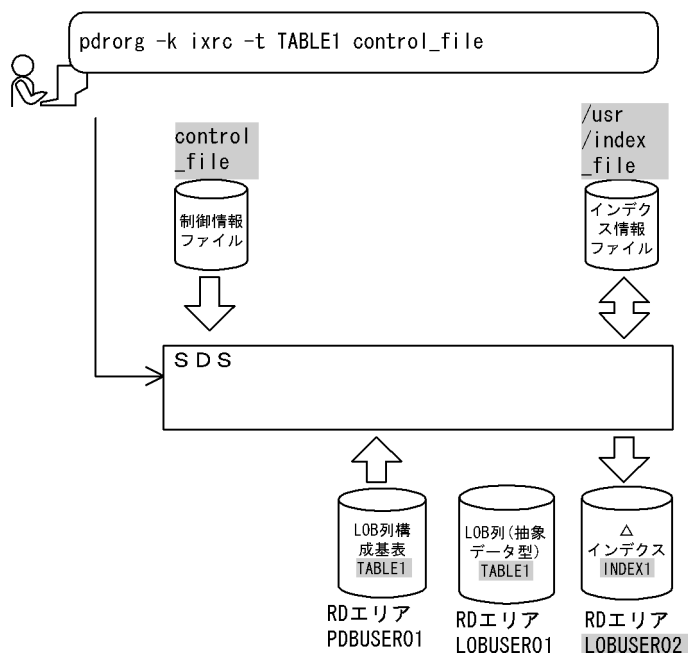 pdrorg -k ixrc -t TABLE1 control_file
control
_file
/usr
/index
_file
制御情報
ファイル
インデク
ス情報
ファイル
SDS
LOB列構
成基表
TABLE1
LOB列(抽象
データ型)
TABLE1
△
インデクス
INDEX1
RDエリア
PDBUSER01
RDエリア
LOBUSER01
RDエリア
LOBUSER02